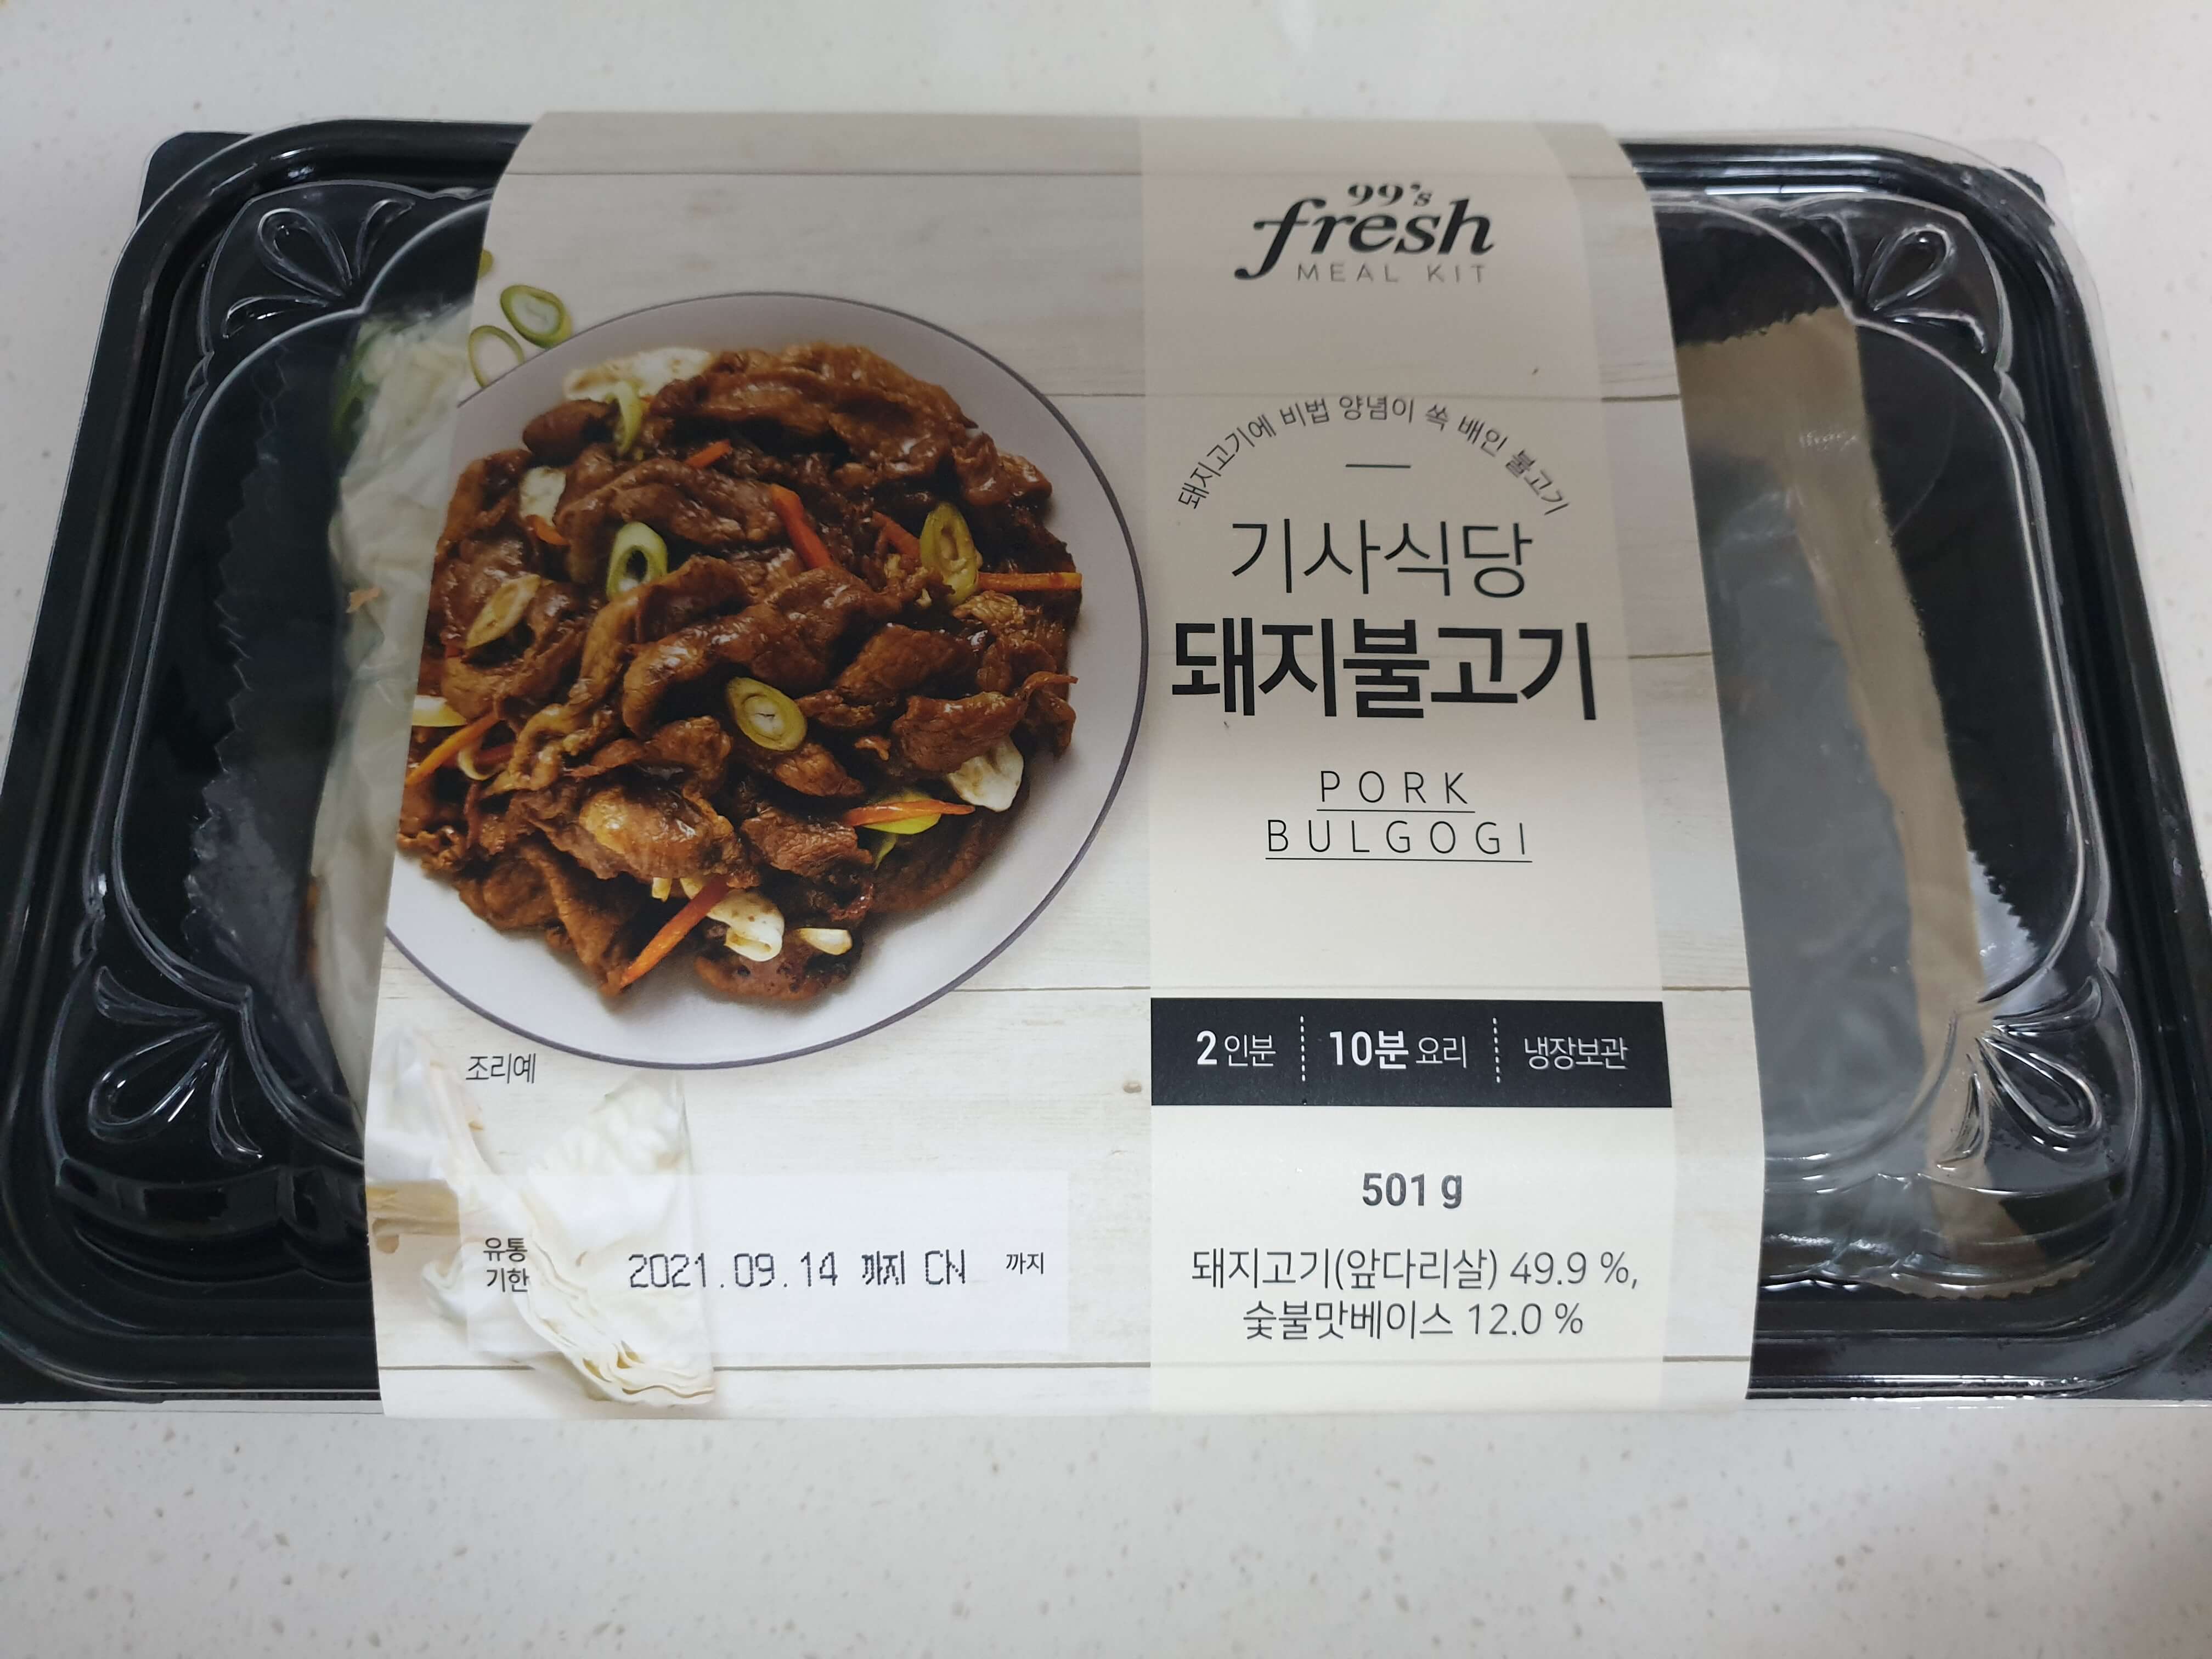 99's
fresh
MEAL KIT
돼지고기에 비법 양념이 쏙 배인 불고기
기사식당
돼지불고기
PORK
BULGOGI
2인분 10분 요리 냉장보관
501 g
돼지고기(앞다리살) 49.9 %,
숯불맛베이스 12.0 %
조리예
유통
기한
2021.09.14 까지 CN 까지